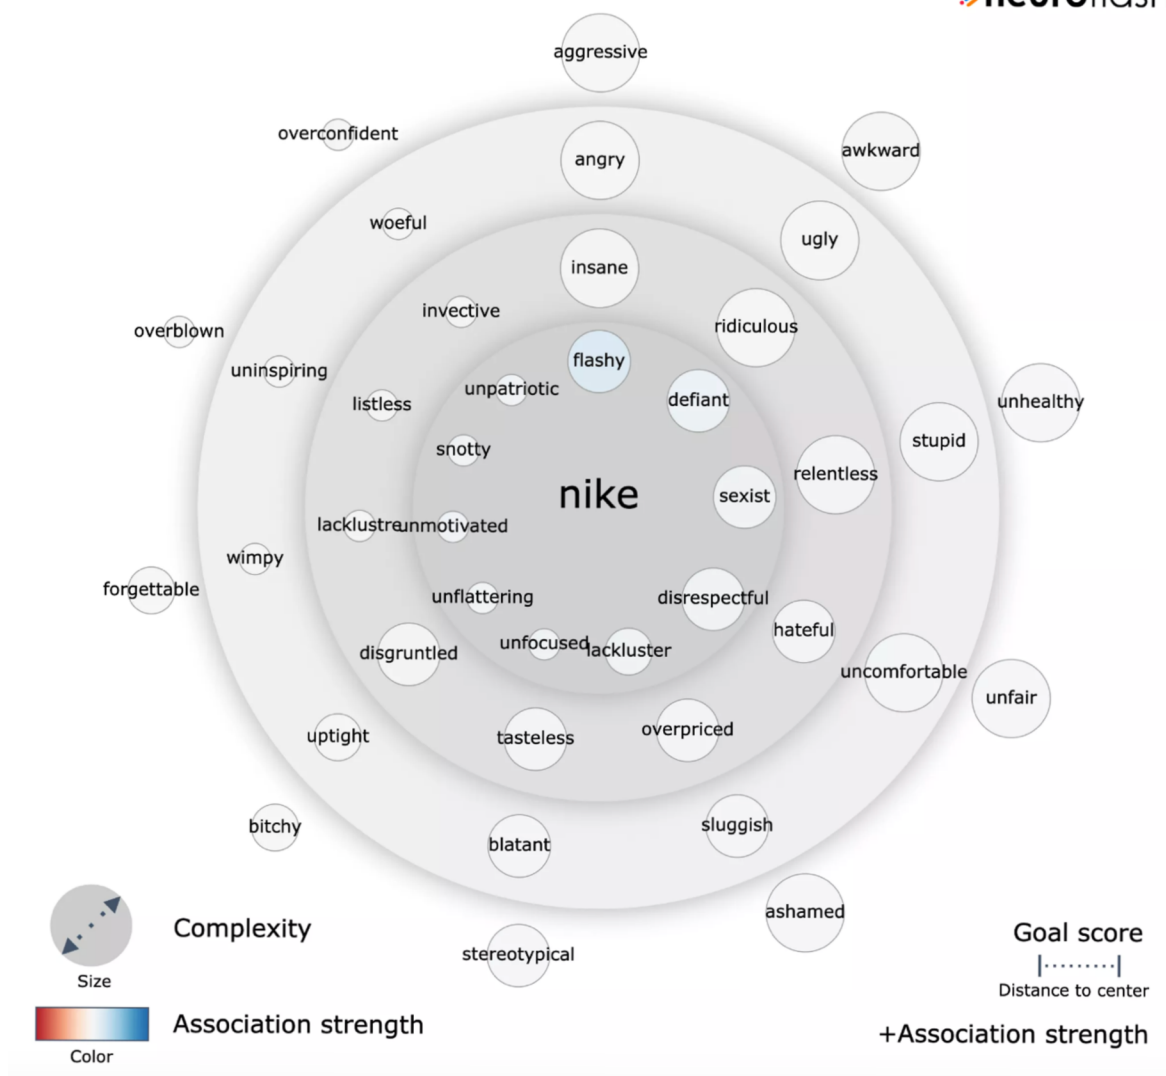 aggressive
overconfident
awkward
angry
woeful
ugly
insane
invective
ridiculous
overblown
flashy
uninspiring
unpatriotic
defiant
listless
unhealthy
stupid
snotty
relentless
nike
sexist
lacklustre
unmotivated
wimpy
forgettable
unflattering
disrespectful
hateful
unfocused
lackluster
disgruntled
uncomfortable
unfair
overpriced
uptight
tasteless
sluggish
bitchy
blatant
ashamed
stereotypical
Complexity
Size
Association strength
Color
Goal score
Distance to center
+Association strength